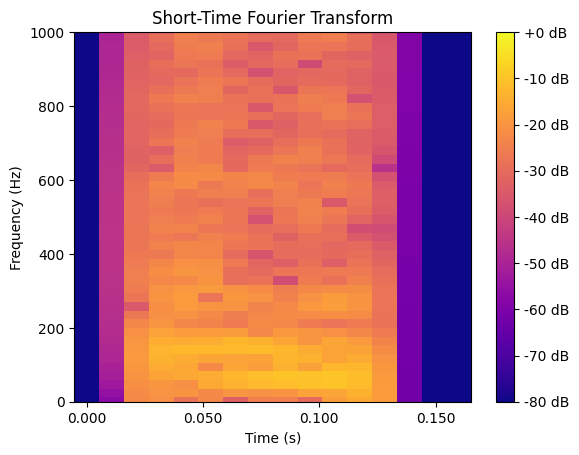 Short-Time Fourier Transform
1000
800
600
400
200
0
Frequency (Hz)
0.000
0.050
0.100
0.150
Time (s)
+0 dB
-10 dB
-20 dB
-30 dB
-40 dB
-50 dB
-60 dB
-70 dB
-80 dB